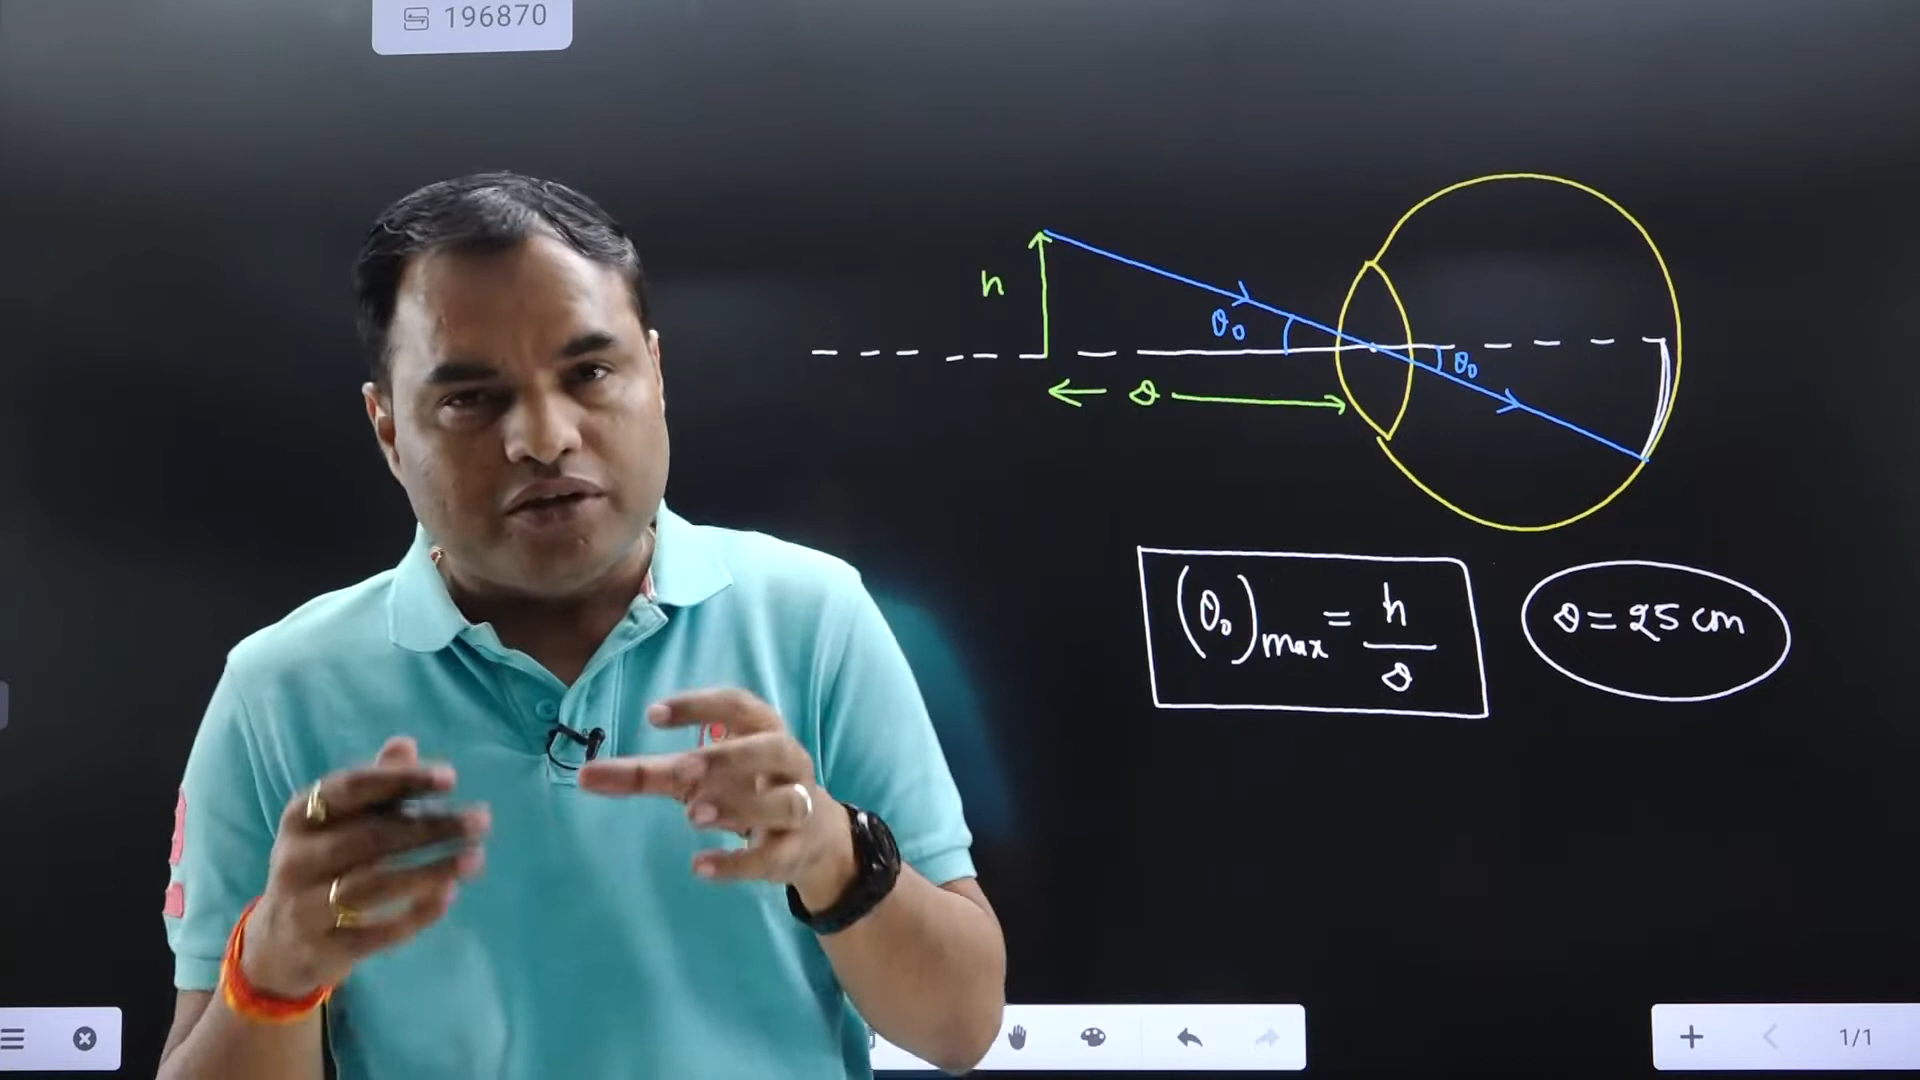 196870
h
θ₀
θ₀
D
(θ₀)max = h/D
D = 25 cm
1/1